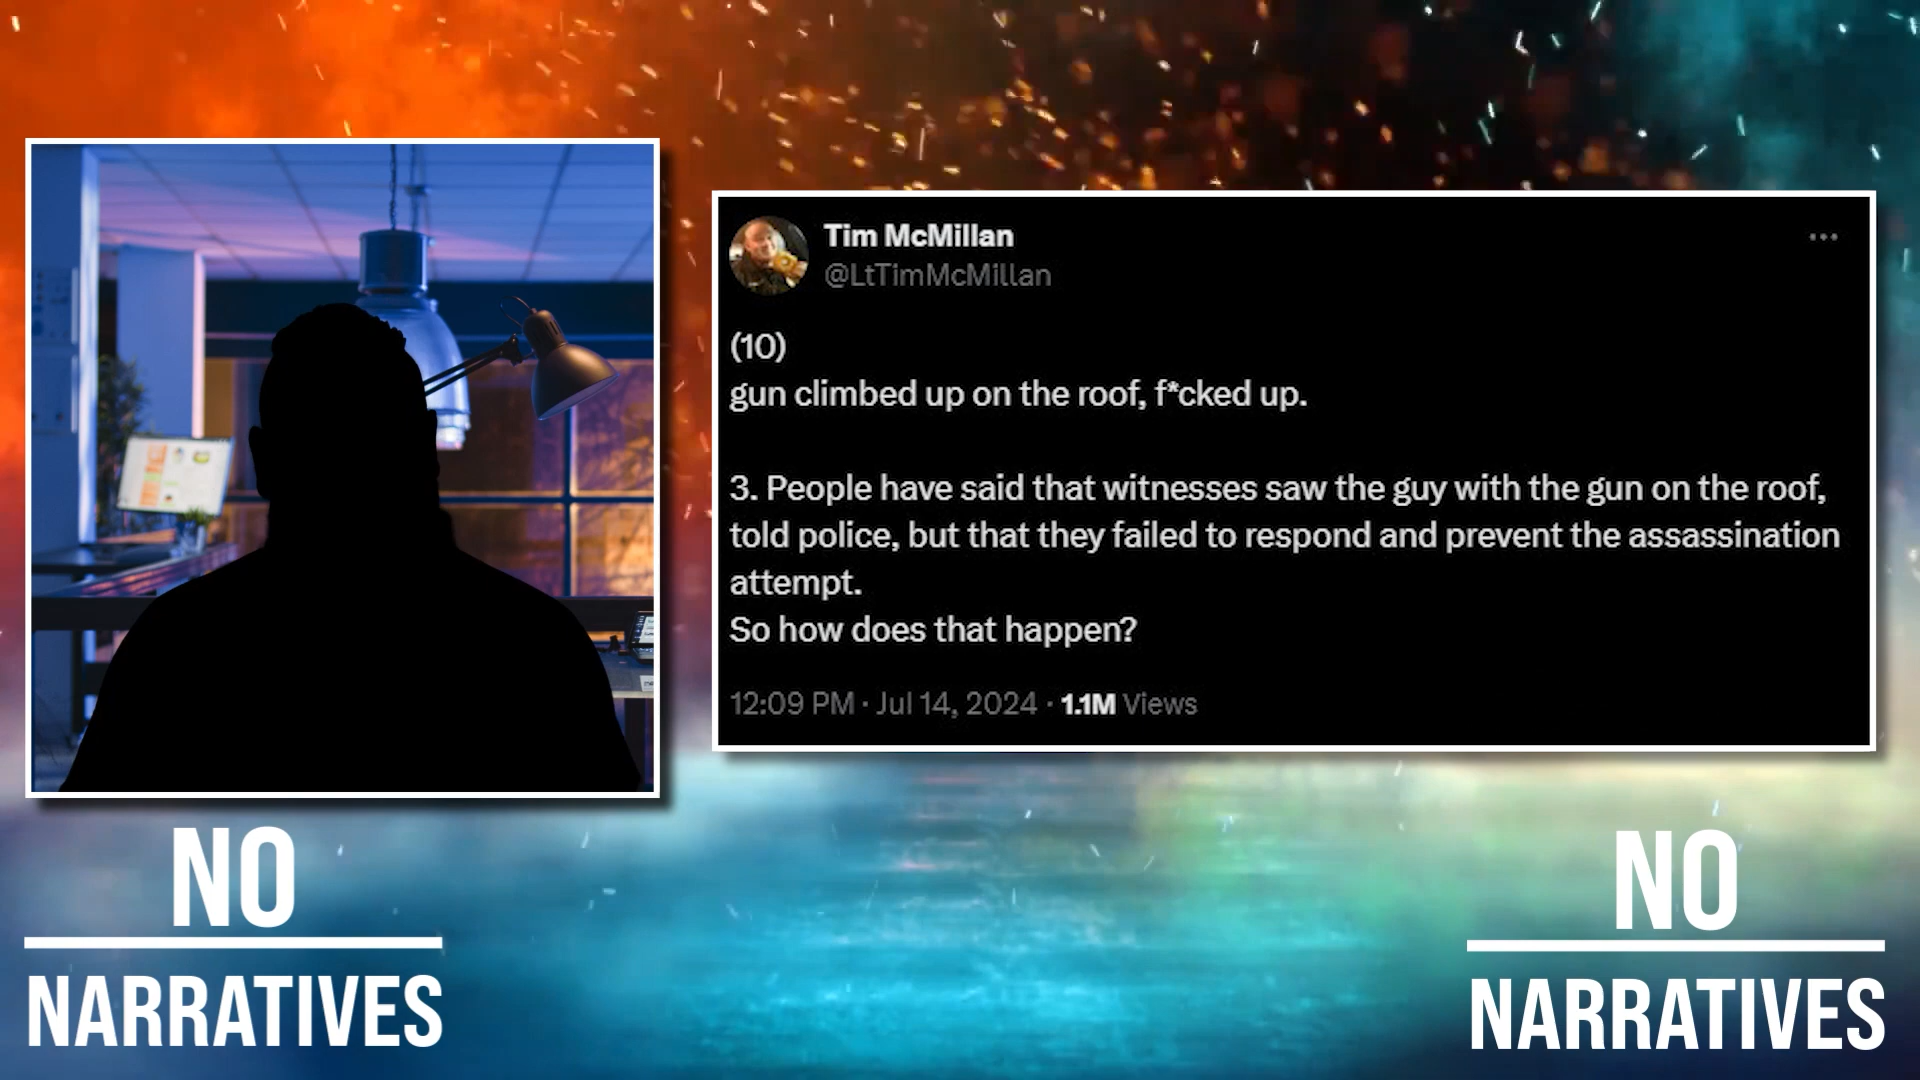 Tim McMillan
@LtTimMcMillan
(10)
gun climbed up on the roof, f*cked up.
3. People have said that witnesses saw the guy with the gun on the roof,
told police, but that they failed to respond and prevent the assassination
attempt.
So how does that happen?
12:09 PM · Jul 14, 2024 · 1.1M Views
NO
NARRATIVES
NO
NARRATIVES